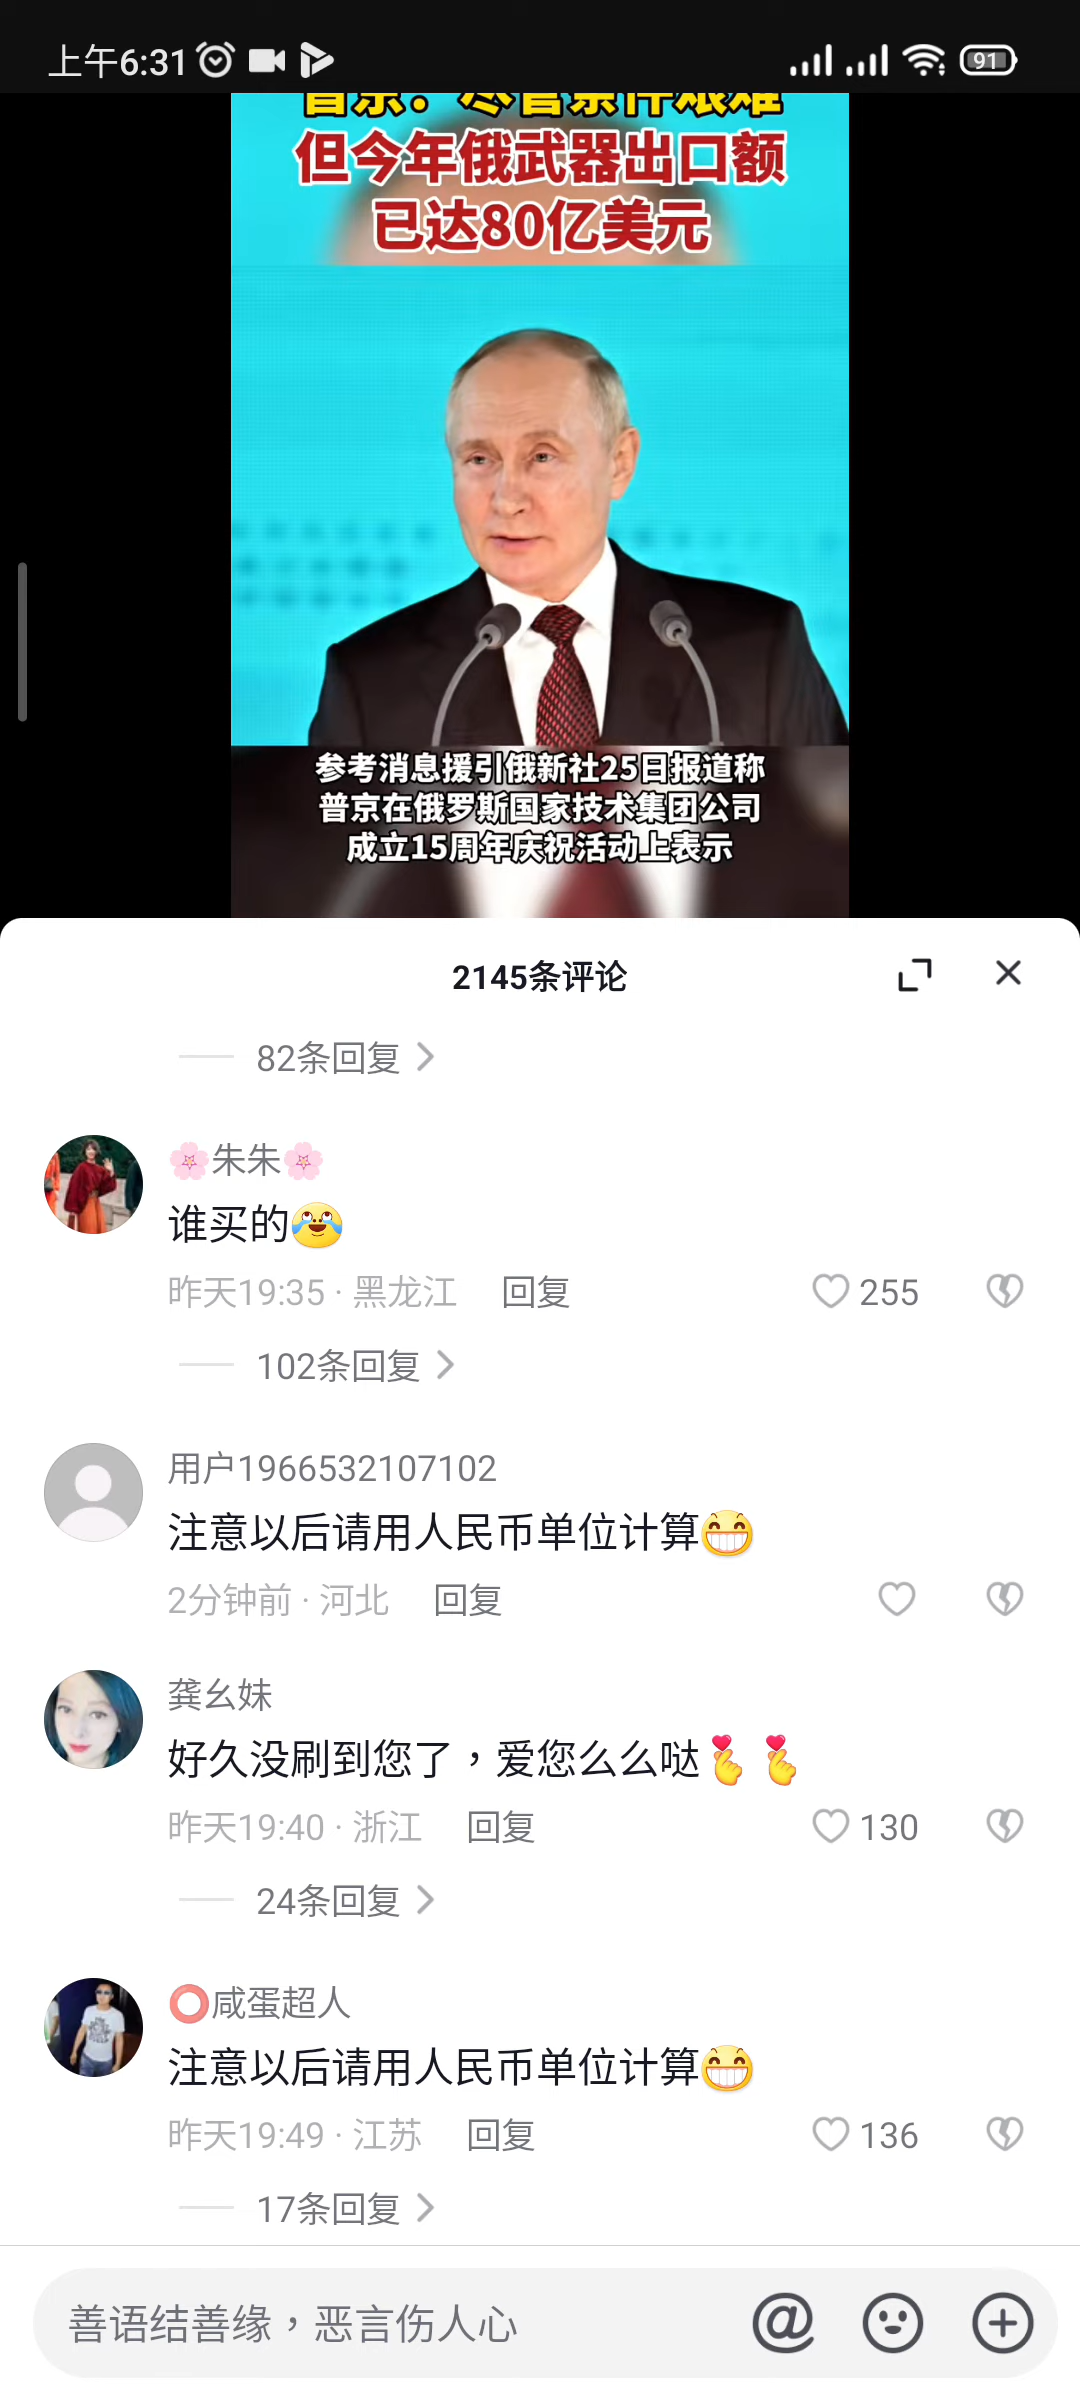 上午6:31
91
普京：尽管条件艰难
但今年俄武器出口额
已达80亿美元
参考消息援引俄新社25日报道称
普京在俄罗斯国家技术集团公司
成立15周年庆祝活动上表示
2145条评论
82条回复
🌸朱朱🌸
谁买的😂
昨天19:35 · 黑龙江 回复 255
102条回复
用户1966532107102
注意以后请用人民币单位计算😁
2分钟前 · 河北 回复
龚幺妹
好久没刷到您了，爱您么么哒🫰🫰
昨天19:40 · 浙江 回复 130
24条回复
⭕咸蛋超人
注意以后请用人民币单位计算😁
昨天19:49 · 江苏 回复 136
17条回复
善语结善缘，恶言伤人心